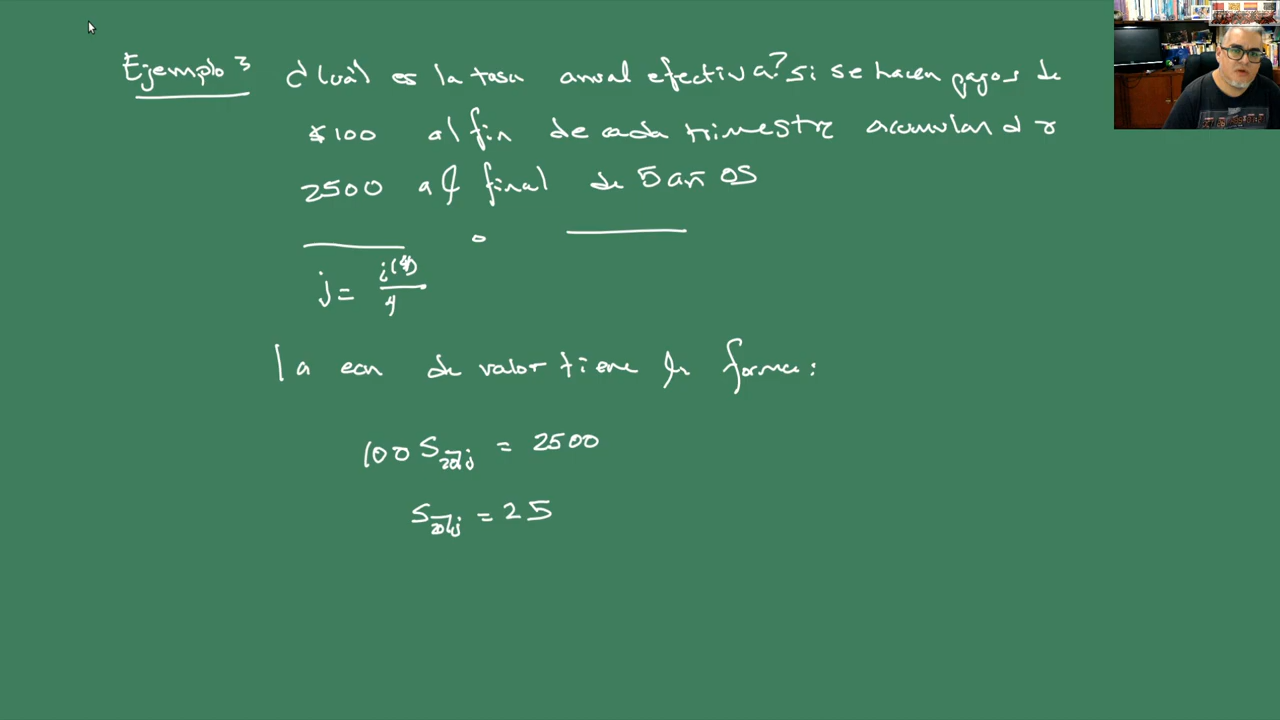 Ejemplo 3 ¿Cuál es la tasa anual efectiva? si se hacen pagos de
$100 al fin de cada trimestre acumulando
2500 al final de 5 años
j = i(4)/4
la ecn de valor tiene la forma:
100 S20|j = 2500
S20|j = 25